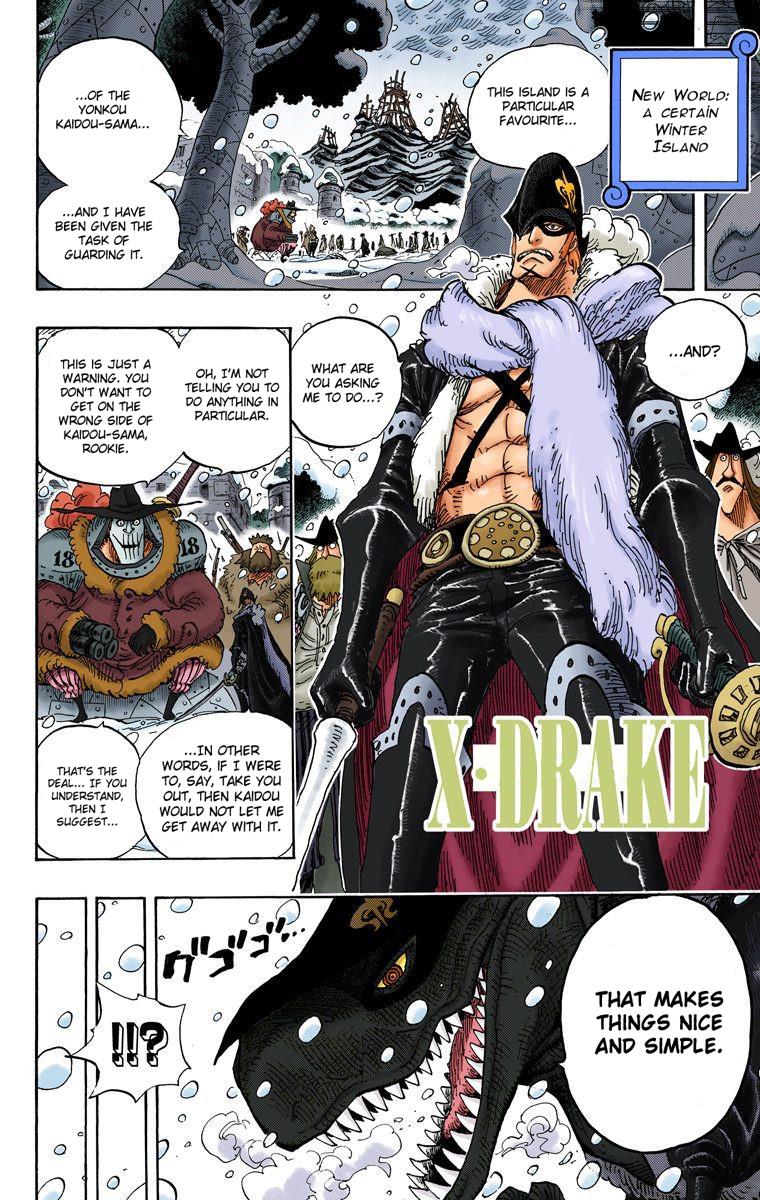 NEW WORLD:
A CERTAIN
WINTER
ISLAND
THIS ISLAND IS A
PARTICULAR
FAVOURITE...
...OF THE
YONKOU
KAIDOU-SAMA...
...AND I HAVE
BEEN GIVEN THE
TASK OF
GUARDING IT.
...AND?
WHAT ARE
YOU ASKING
ME TO DO...?
X·DRAKE
OH, I'M NOT
TELLING YOU TO
DO ANYTHING IN
PARTICULAR.
THIS IS JUST A
WARNING. YOU
DON'T WANT TO
GET ON THE
WRONG SIDE OF
KAIDOU-SAMA,
ROOKIE.
18
18
...IN OTHER
WORDS, IF I WERE
TO, SAY, TAKE YOU
OUT, THEN KAIDOU
WOULD NOT LET ME
GET AWAY WITH IT.
THAT'S THE
DEAL... IF YOU
UNDERSTAND,
THEN I
SUGGEST...
THAT MAKES
THINGS NICE
AND SIMPLE.
グゴゴ...
!!?